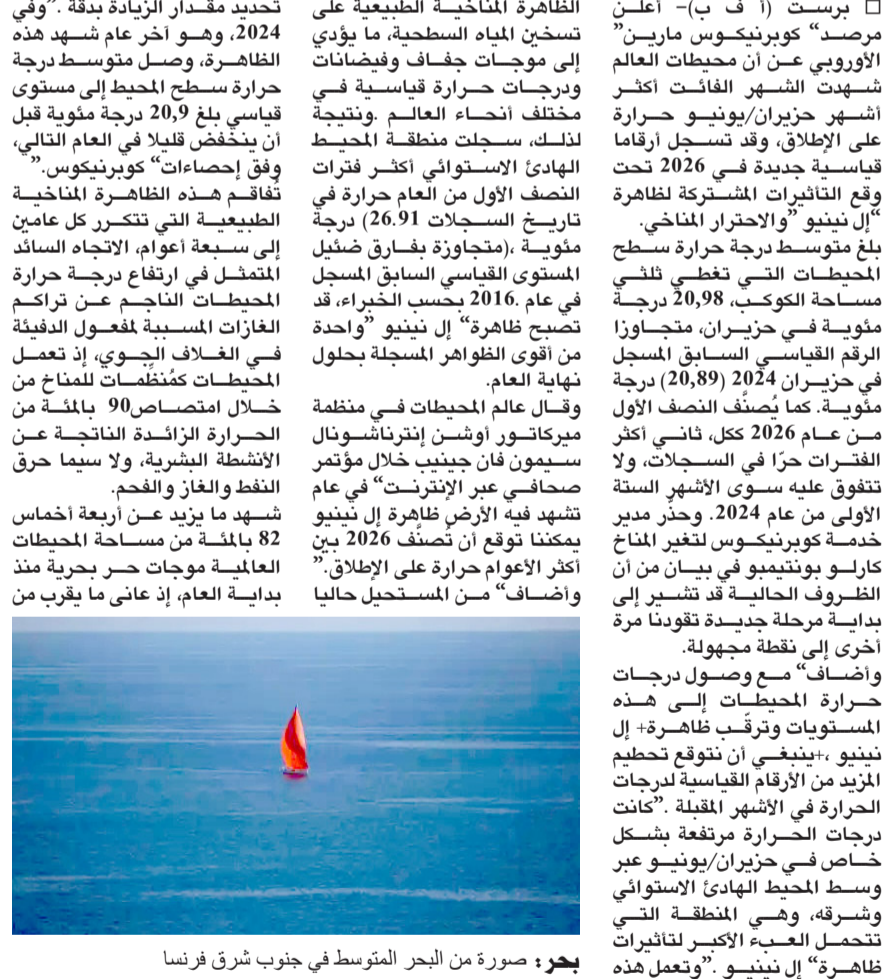 □ برست (أ ف ب)- أعلن
مرصد“ كوبرنيكوس مارين”
الأوروبي عن أن محيطات العالم
شهدت الشهر الفائت أكثر
أشهر حزيران/يونيو حرارة
على الإطلاق، وقد تسجل أرقاما
قياسية جديدة في 2026 تحت
وقع التأثيرات المشتركة لظاهرة
“إل نينيو ”والاحترار المناخي.
بلغ متوسط درجة حرارة سطح
المحيطات التي تغطي ثلثي
مساحة الكوكب، 20,98 درجة
مئوية في حزيران، متجاوزا
الرقم القياسي السابق المسجل
في حزيران 2024 (20,89) درجة
مئوية. كما يُصنَّف النصف الأول
من عام 2026 ككل، ثاني أكثر
الفترات حرّا في السجلات، ولا
تتفوق عليه سوى الأشهر الستة
الأولى من عام 2024. وحذّر مدير
خدمة كوبرنيكوس لتغير المناخ
كارلو بونتيمبو في بيان من أن
الظروف الحالية قد تشير إلى
بداية مرحلة جديدة تقودنا مرة
أخرى إلى نقطة مجهولة.
وأضاف“ مع وصول درجات
حرارة المحيطات إلى هذه
المستويات وترقّب ظاهرة+ إل
نينيو ،+ينبغي أن نتوقع تحطيم
المزيد من الأرقام القياسية لدرجات
الحرارة في الأشهر المقبلة .”كانت
درجات الحرارة مرتفعة بشكل
خاص في حزيران/يونيو عبر
وسط المحيط الهادئ الاستوائي
وشرقه، وهي المنطقة التي
تتحمل العبء الأكبر لتأثيرات
ظاهرة“ إل نينيو .”وتعمل هذه
الظاهرة المناخية الطبيعية على
تسخين المياه السطحية، ما يؤدي
إلى موجات جفاف وفيضانات
ودرجات حرارة قياسية في
مختلف أنحاء العالم .ونتيجة
لذلك، سجلت منطقة المحيط
الهادئ الاستوائي أكثر فترات
النصف الأول من العام حرارة في
تاريخ السجلات 26.91) درجة
مئوية ،(متجاوزة بفارق ضئيل
المستوى القياسي السابق المسجل
في عام .2016 بحسب الخبراء، قد
تصبح ظاهرة“ إل نينيو ”واحدة
من أقوى الظواهر المسجلة بحلول
نهاية العام.
وقال عالم المحيطات في منظمة
ميركاتور أوشن إنترناشونال
سيمون فان جينيب خلال مؤتمر
صحافي عبر الإنترنت“ في عام
تشهد فيه الأرض ظاهرة إل نينيو
يمكننا توقع أن تُصنَّف 2026 بين
أكثر الأعوام حرارة على الإطلاق.”
وأضاف“ من المستحيل حاليا
تحديد مقدار الزيادة بدقة .”وفي
2024، وهو آخر عام شهد هذه
الظاهرة، وصل متوسط درجة
حرارة سطح المحيط إلى مستوى
قياسي بلغ 20,9 درجة مئوية قبل
أن ينخفض قليلا في العام التالي،
وفق إحصاءات“ كوبرنيكوس.”
تُفاقم هذه الظاهرة المناخية
الطبيعية التي تتكرر كل عامين
إلى سبعة أعوام، الاتجاه السائد
المتمثل في ارتفاع درجة حرارة
المحيطات الناجم عن تراكم
الغازات المسببة لمفعول الدفيئة
في الغلاف الجوي، إذ تعمل
المحيطات كمُنظِّمات للمناخ من
خلال امتصاص90 بالمئة من
الحرارة الزائدة الناتجة عن
الأنشطة البشرية، ولا سيما حرق
النفط والغاز والفحم.
شهد ما يزيد عن أربعة أخماس
82 بالمئة من مساحة المحيطات
العالمية موجات حر بحرية منذ
بداية العام، إذ عانى ما يقرب من
بحر: صورة من البحر المتوسط في جنوب شرق فرنسا